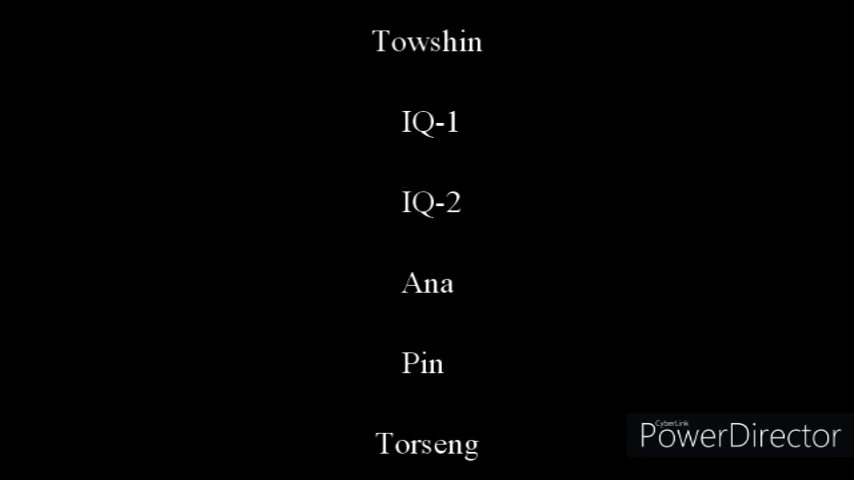 Towshin
IQ-1
IQ-2
Ana
Pin
Torseng
CyberLink
PowerDirector